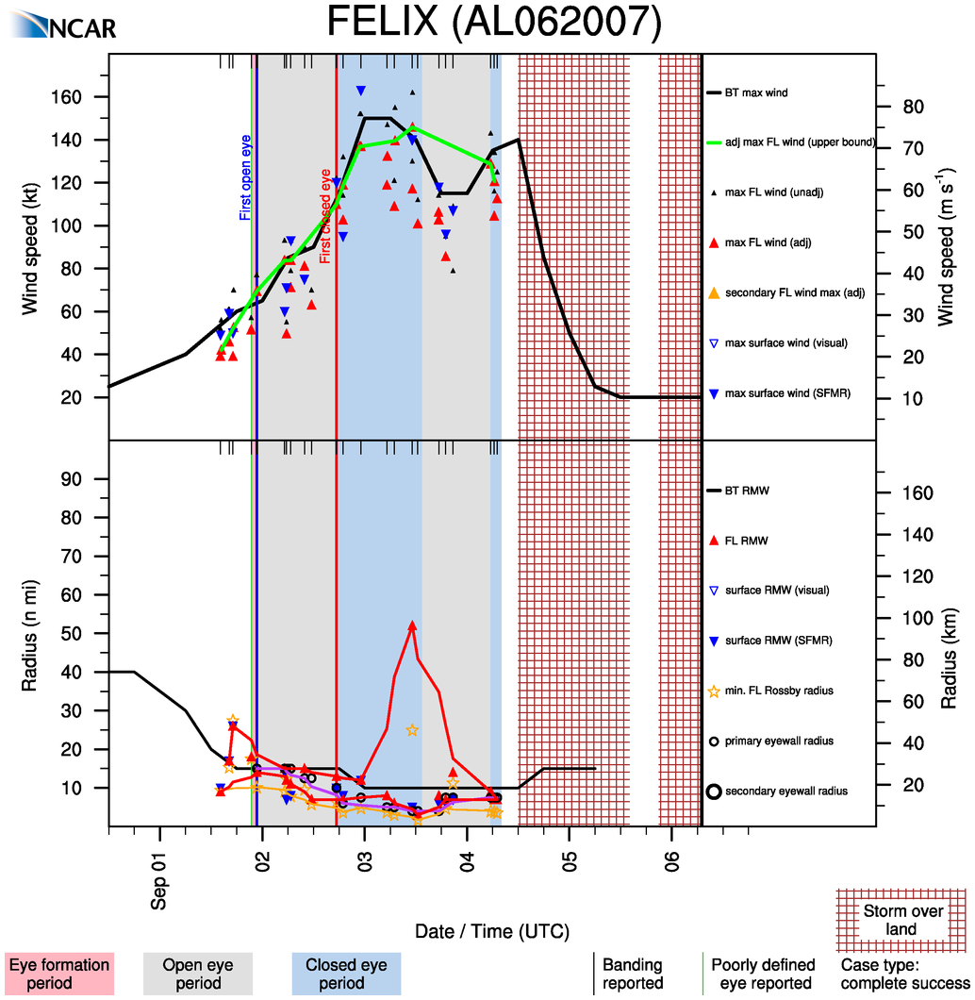 NCAR
FELIX (AL062007)
Wind speed (kt)
160
140
120
100
80
60
40
20
First open eye
First closed eye
BT max wind
adj max FL wind (upper bound)
max FL wind (unadj)
max FL wind (adj)
secondary FL wind max (adj)
max surface wind (visual)
max surface wind (SFMR)
80
70
60
50
40
30
20
10
Wind speed (m s⁻¹)
Radius (n mi)
90
80
70
60
50
40
30
20
10
BT RMW
FL RMW
surface RMW (visual)
surface RMW (SFMR)
min. FL Rossby radius
primary eyewall radius
secondary eyewall radius
160
140
120
100
80
60
40
20
Radius (km)
Sep 01
02
03
04
05
06
Date / Time (UTC)
Storm over
land
Eye formation
period
Open eye
period
Closed eye
period
Banding
reported
Poorly defined
eye reported
Case type:
complete success